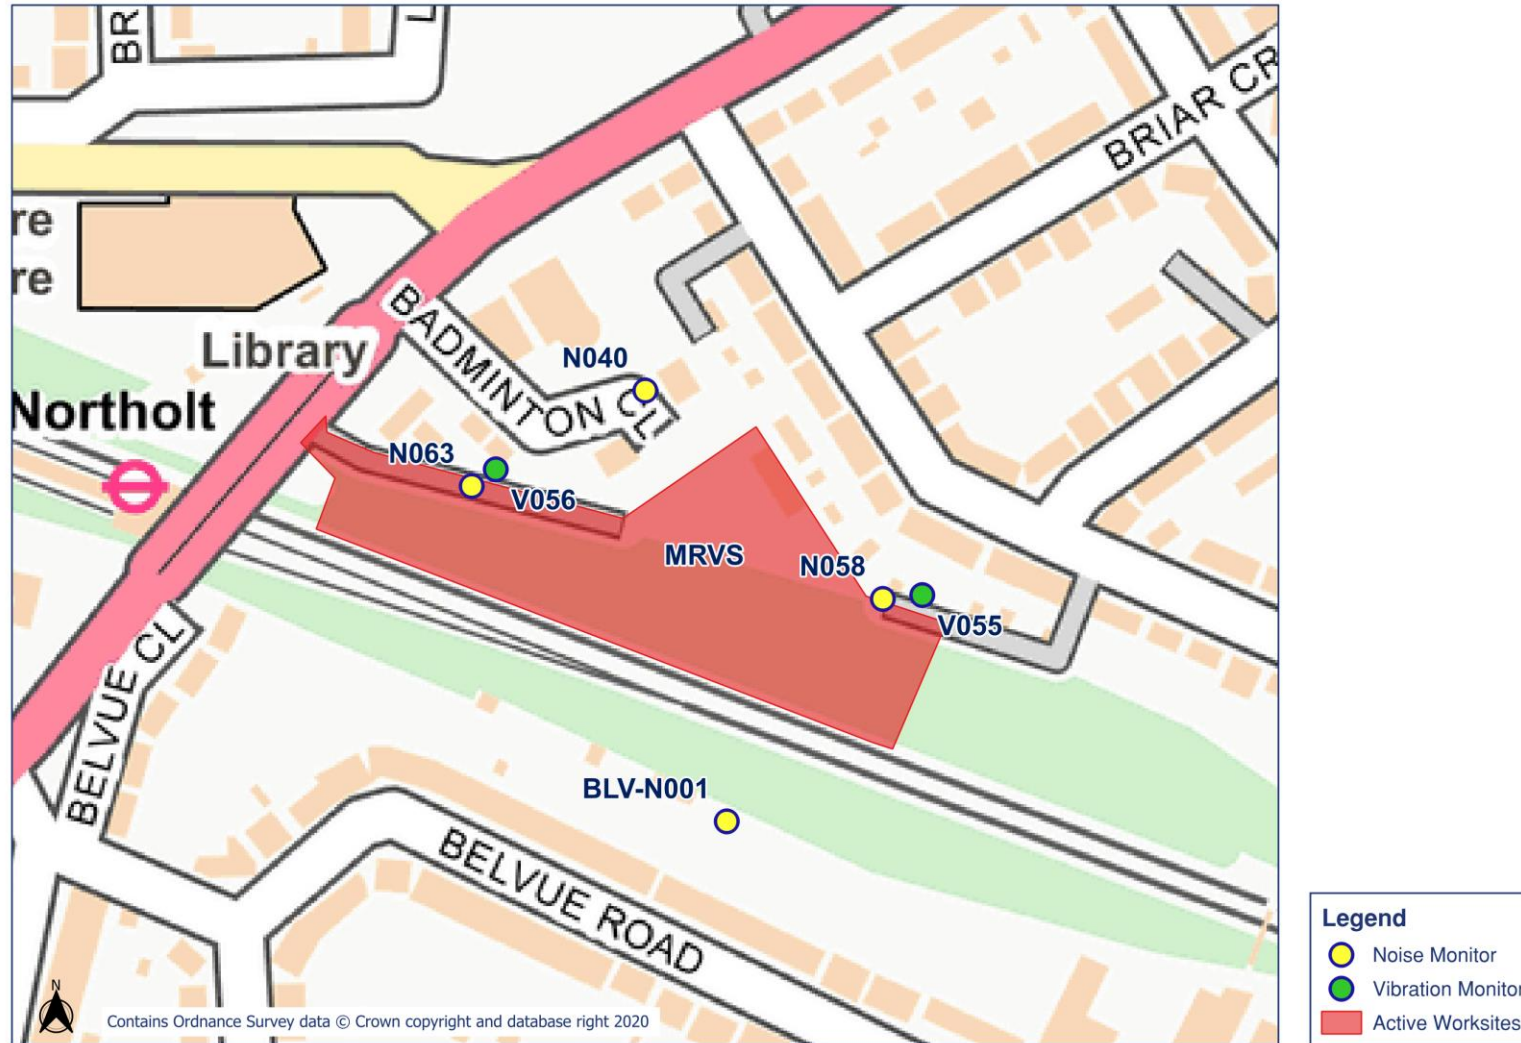 BR
L
BRIAR CR
re
re
BADMINTON CL
Library
N040
Northolt
N063
V056
MRVS
N058
V055
BELVUE CL
BLV-N001
BELVUE ROAD
N
Contains Ordnance Survey data © Crown copyright and database right 2020
Legend
Noise Monitor
Vibration Monitor
Active Worksites